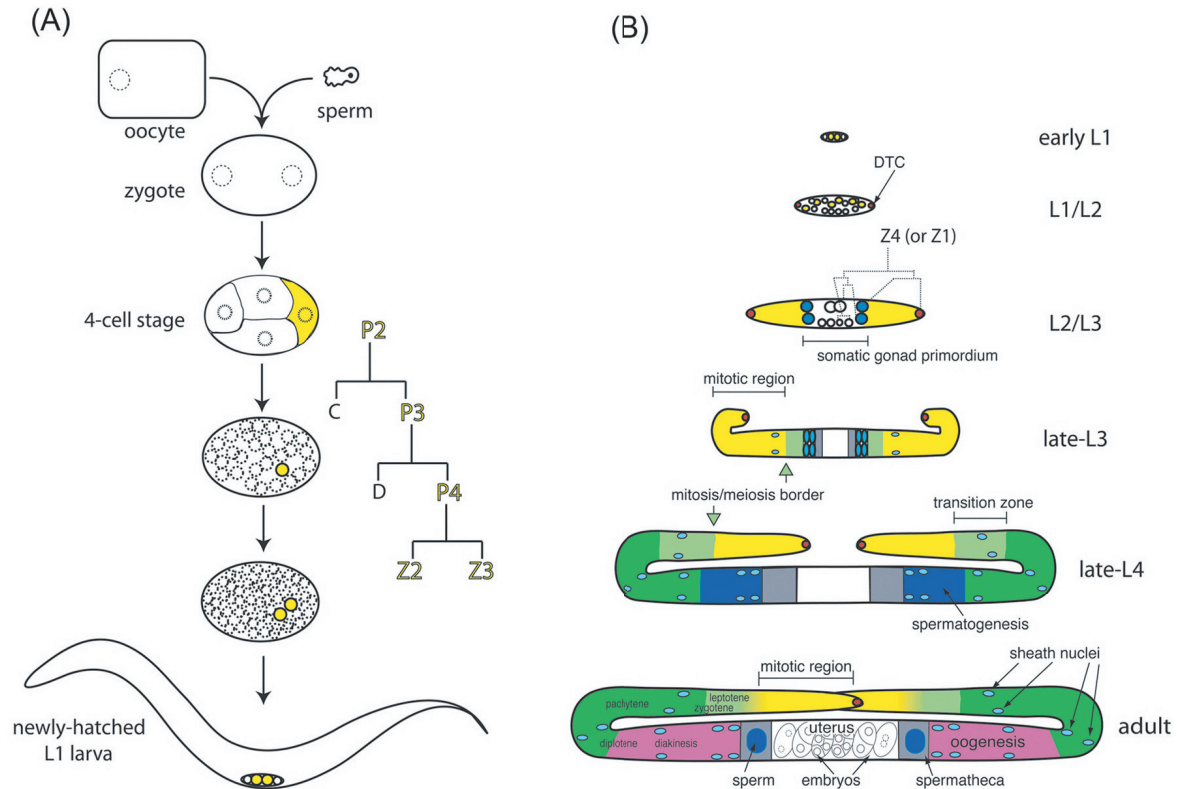 (A)
oocyte
sperm
zygote
4-cell stage
P2
C
P3
D
P4
Z2
Z3
newly-hatched
L1 larva
(B)
early L1
DTC
L1/L2
Z4 (or Z1)
L2/L3
somatic gonad primordium
mitotic region
late-L3
mitosis/meiosis border
transition zone
late-L4
spermatogenesis
sheath nuclei
mitotic region
pachytene
leptotene
zygotene
adult
diplotene
diakinesis
uterus
oogenesis
sperm
embryos
spermatheca